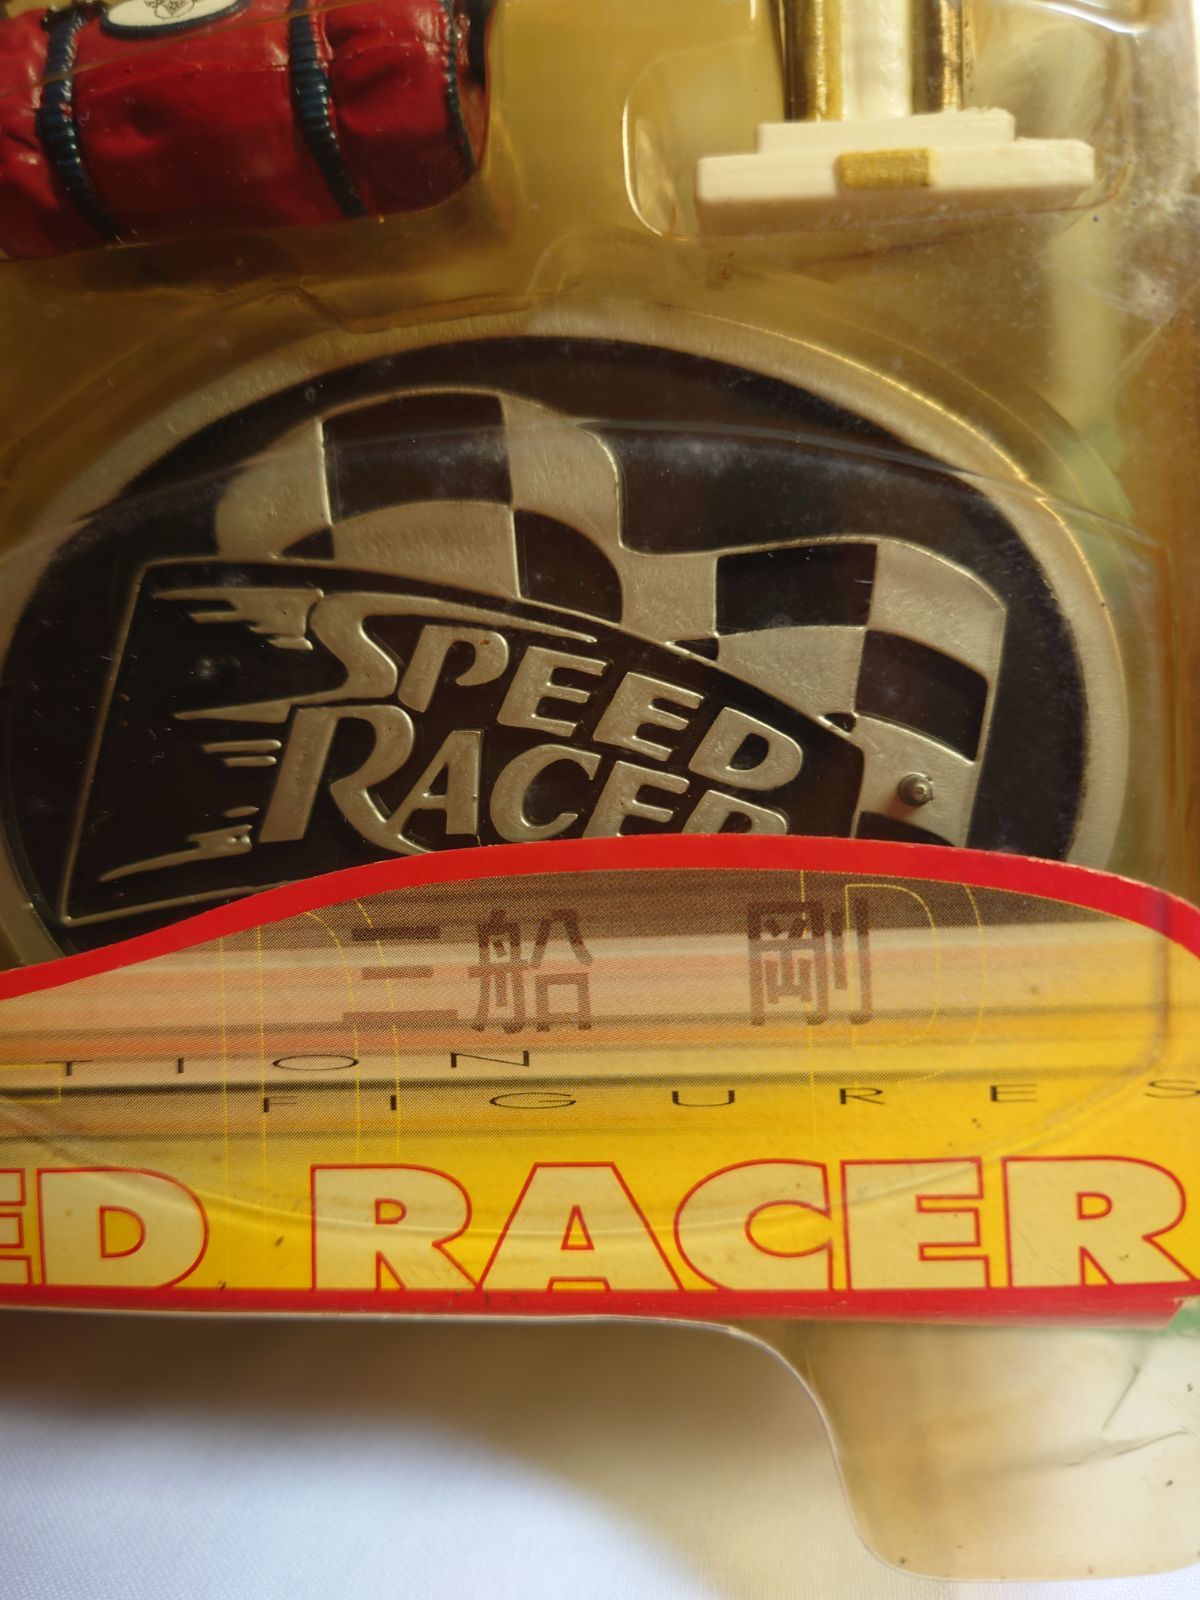 SPEED
RACER
三船 剛
TION
FIGURES
ED RACER